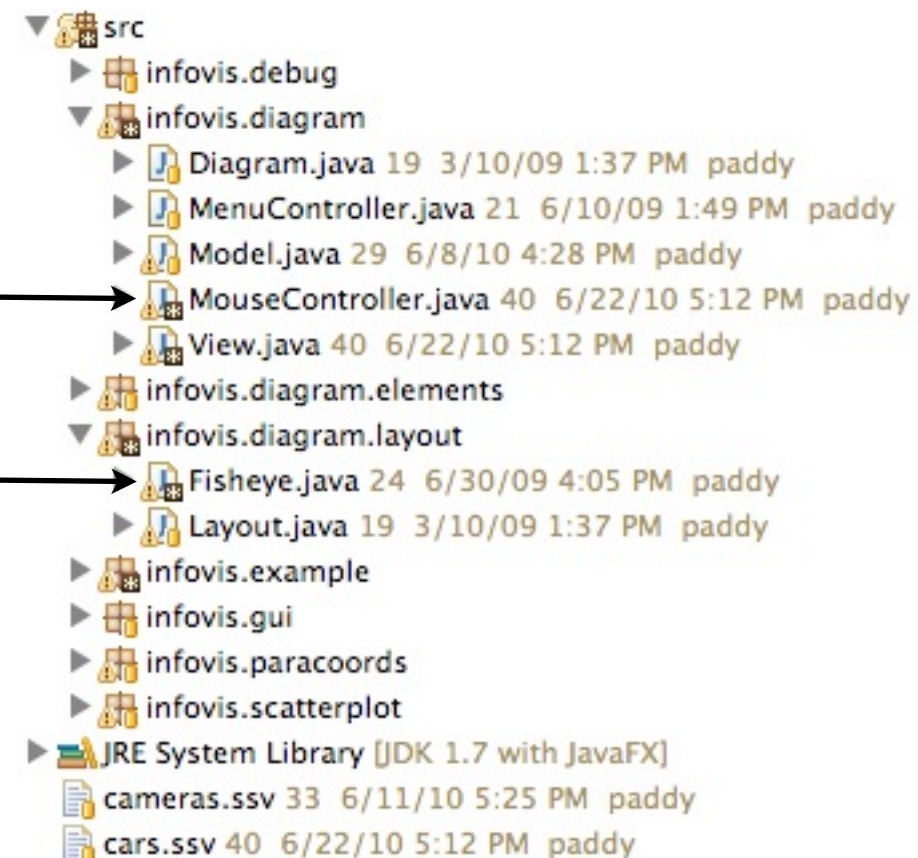 src
infovis.debug
infovis.diagram
Diagram.java 19 3/10/09 1:37 PM paddy
MenuController.java 21 6/10/09 1:49 PM paddy
Model.java 29 6/8/10 4:28 PM paddy
MouseController.java 40 6/22/10 5:12 PM paddy
View.java 40 6/22/10 5:12 PM paddy
infovis.diagram.elements
infovis.diagram.layout
Fisheye.java 24 6/30/09 4:05 PM paddy
Layout.java 19 3/10/09 1:37 PM paddy
infovis.example
infovis.gui
infovis.paracoords
infovis.scatterplot
JRE System Library [JDK 1.7 with JavaFX]
cameras.ssv 33 6/11/10 5:25 PM paddy
cars.ssv 40 6/22/10 5:12 PM paddy